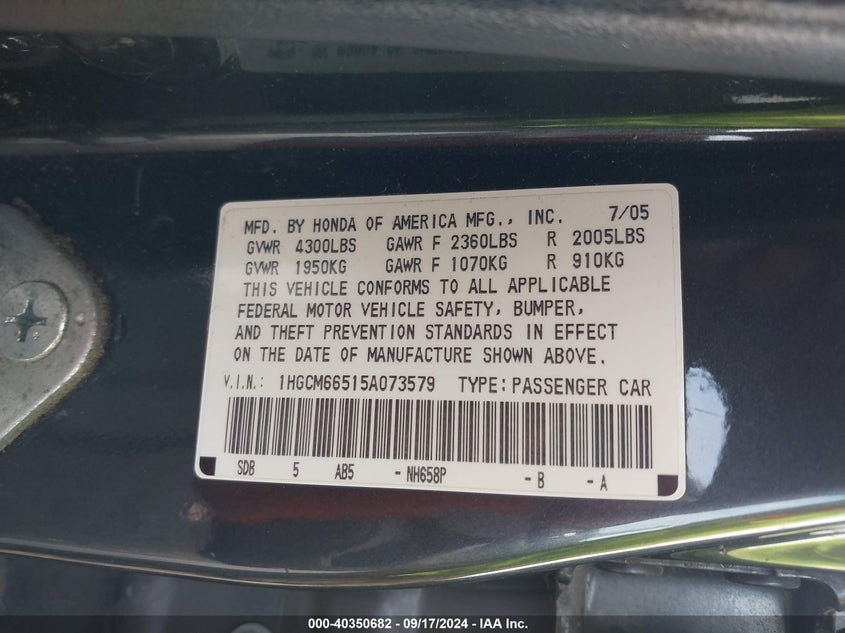 MFD. BY HONDA OF AMERICA MFG., INC. 7/05
GVWR 4300LBS GAWR F 2360LBS R 2005LBS
GVWR 1950KG GAWR F 1070KG R 910KG
THIS VEHICLE CONFORMS TO ALL APPLICABLE
FEDERAL MOTOR VEHICLE SAFETY, BUMPER,
AND THEFT PREVENTION STANDARDS IN EFFECT
ON THE DATE OF MANUFACTURE SHOWN ABOVE.
V.I.N.: 1HGCM66515A073579 TYPE: PASSENGER CAR
SDB 5 AB5 - NH658P - B - A
000-40350682 / 09/17/2024 - IAA Inc.